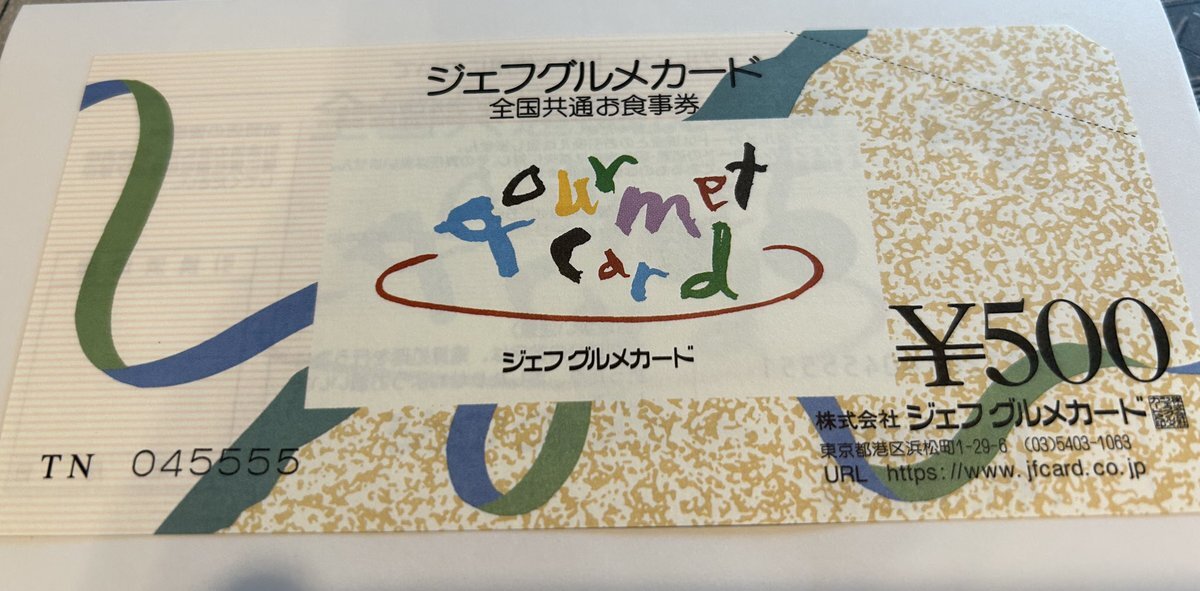 ジェフグルメカード
全国共通お食事券
gourmet
card
ジェフグルメカード
¥500
株式会社 ジェフグルメカード
東京都港区浜松町1-29-6 (03)5403-1063
URL https://www.jfcard.co.jp
TN 045555